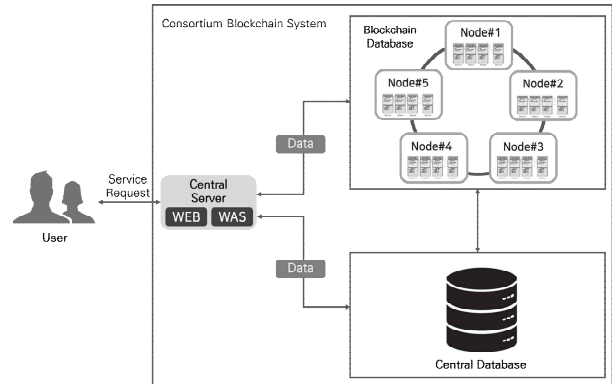 Consortium Blockchain System
Blockchain
Database
Node#1
Node#5
Node#2
Node#4
Node#3
Data
Service
Request
Central
Server
WEB
WAS
User
Data
Central Database